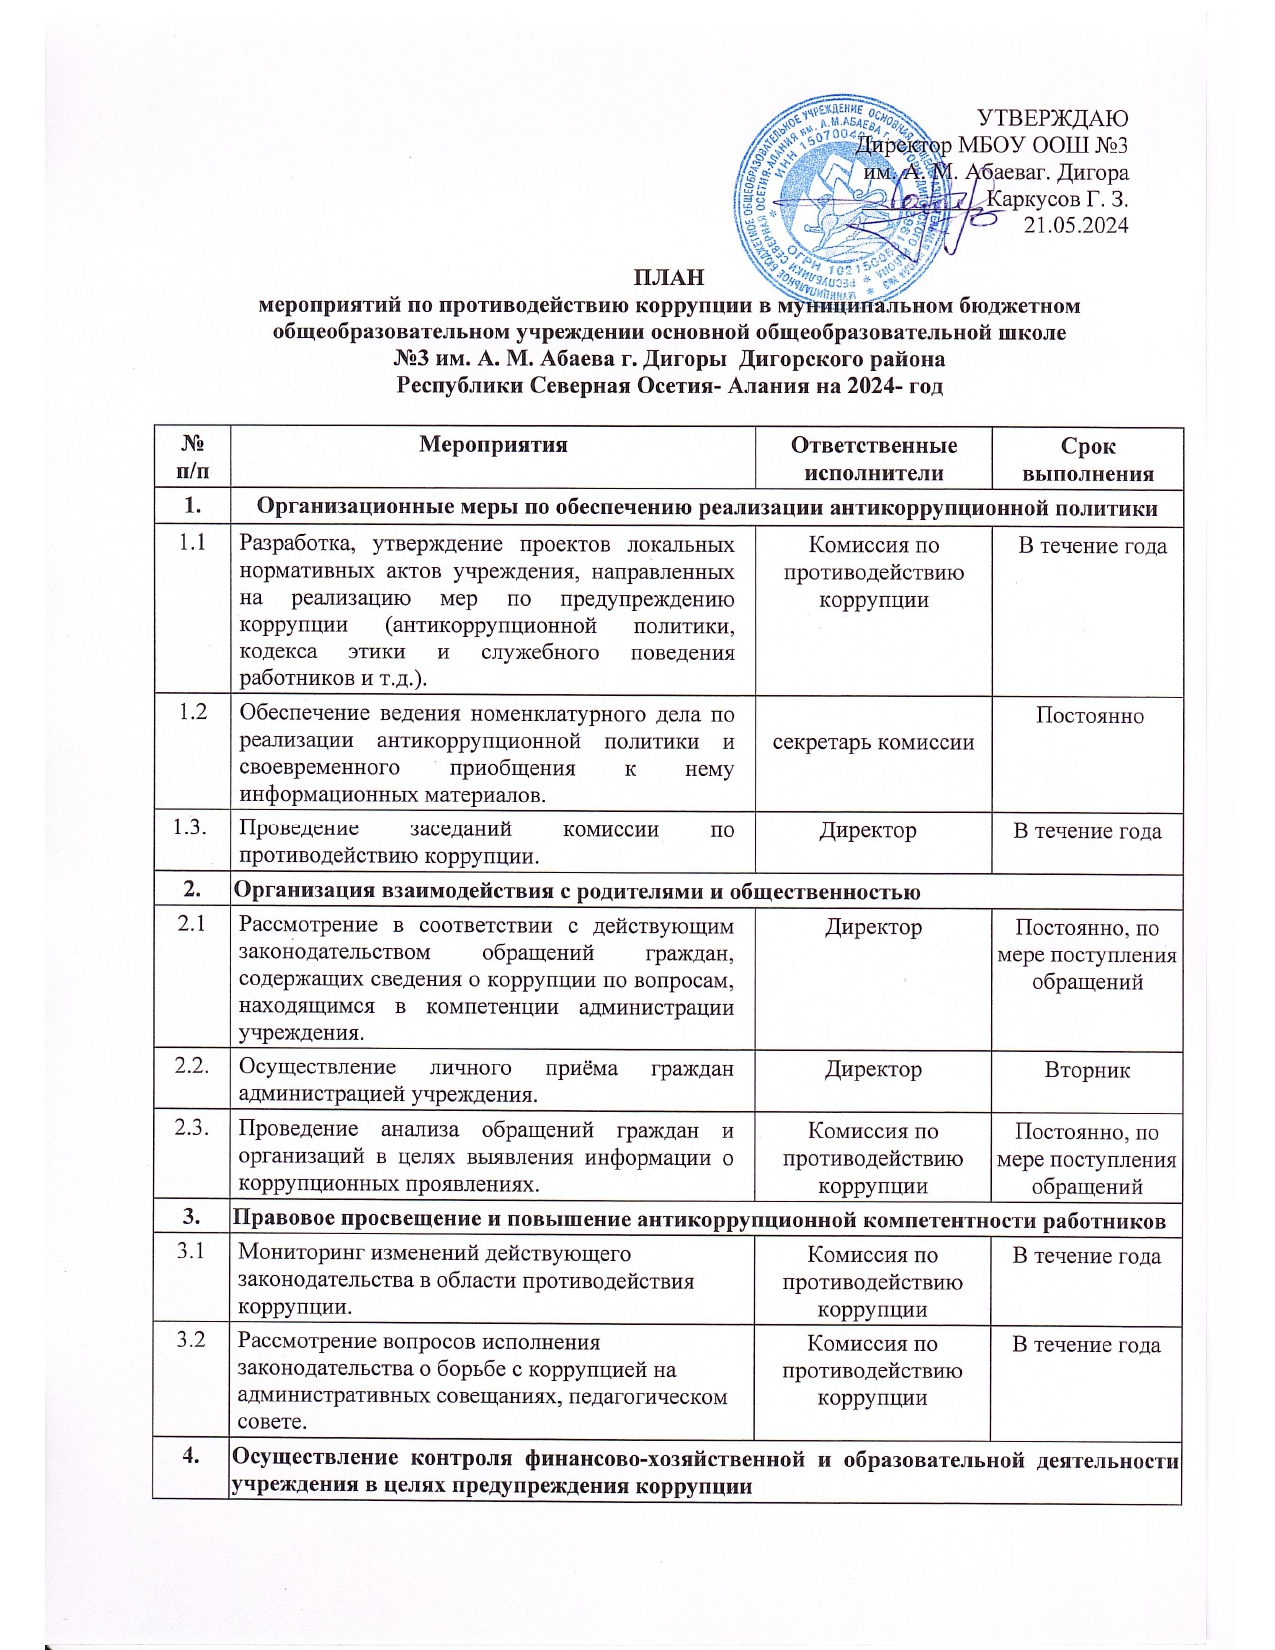 УТВЕРЖДАЮ
Директор МБОУ ООШ №3
им. А. М. Абаеваг. Дигора
Каркусов Г. З.
21.05.2024
ПЛАН
мероприятий по противодействию коррупции в муниципальном бюджетном
общеобразовательном учреждении основной общеобразовательной школе
№3 им. А. М. Абаева г. Дигоры Дигорского района
Республики Северная Осетия- Алания на 2024- год
№ п/п
Мероприятия
Ответственные исполнители
Срок выполнения
1. Организационные меры по обеспечению реализации антикоррупционной политики
1.1
Разработка, утверждение проектов локальных
нормативных актов учреждения, направленных
на реализацию мер по предупреждению
коррупции (антикоррупционной политики,
кодекса этики и служебного поведения
работников и т.д.).
Комиссия по
противодействию
коррупции
В течение года
1.2
Обеспечение ведения номенклатурного дела по
реализации антикоррупционной политики и
своевременного приобщения к нему
информационных материалов.
секретарь комиссии
Постоянно
1.3.
Проведение заседаний комиссии по
противодействию коррупции.
Директор
В течение года
2. Организация взаимодействия с родителями и общественностью
2.1
Рассмотрение в соответствии с действующим
законодательством обращений граждан,
содержащих сведения о коррупции по вопросам,
находящимся в компетенции администрации
учреждения.
Директор
Постоянно, по
мере поступления
обращений
2.2.
Осуществление личного приёма граждан
администрацией учреждения.
Директор
Вторник
2.3.
Проведение анализа обращений граждан и
организаций в целях выявления информации о
коррупционных проявлениях.
Комиссия по
противодействию
коррупции
Постоянно, по
мере поступления
обращений
3. Правовое просвещение и повышение антикоррупционной компетентности работников
3.1
Мониторинг изменений действующего
законодательства в области противодействия
коррупции.
Комиссия по
противодействию
коррупции
В течение года
3.2
Рассмотрение вопросов исполнения
законодательства о борьбе с коррупцией на
административных совещаниях, педагогическом
совете.
Комиссия по
противодействию
коррупции
В течение года
4. Осуществление контроля финансово-хозяйственной и образовательной деятельности
учреждения в целях предупреждения коррупции